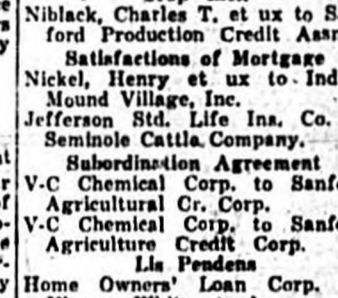 Niblack, Charles T. et ux to S
ford Production Credit Assn
Satisfactions of Mortgage
Nickel, Henry et ux to Ind
Mound Village, Inc.
Jefferson Std. Life Ins. Co.
Seminole Cattle Company.
Subordination Agreement
V-C Chemical Corp. to Sanf
Agricultural Cr. Corp.
V-C Chemical Corp. to Sanf
Agriculture Credit Corp.
Lis Pendens
Home Owners' Loan Corp.